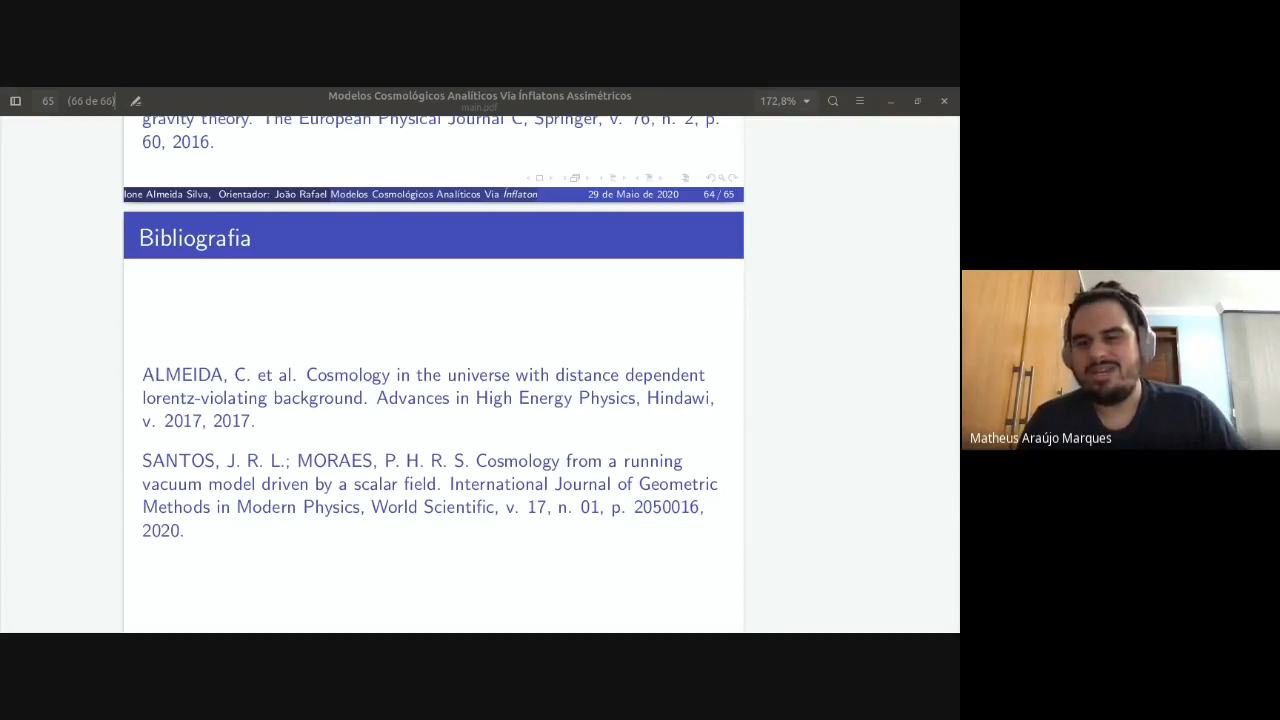 65 (66 de 66)
Modelos Cosmológicos Analíticos Via Ínflatons Assimétricos
main.pdf
172,8%
gravity theory. The European Physical Journal C, Springer, v. 76, n. 2, p.
60, 2016.
lone Almeida Silva, Orientador: João Rafael Modelos Cosmológicos Analíticos Via Ínflaton 29 de Maio de 2020 64/65
Bibliografia
ALMEIDA, C. et al. Cosmology in the universe with distance dependent
lorentz-violating background. Advances in High Energy Physics, Hindawi,
v. 2017, 2017.
SANTOS, J. R. L.; MORAES, P. H. R. S. Cosmology from a running
vacuum model driven by a scalar field. International Journal of Geometric
Methods in Modern Physics, World Scientific, v. 17, n. 01, p. 2050016,
2020.
Matheus Araújo Marques